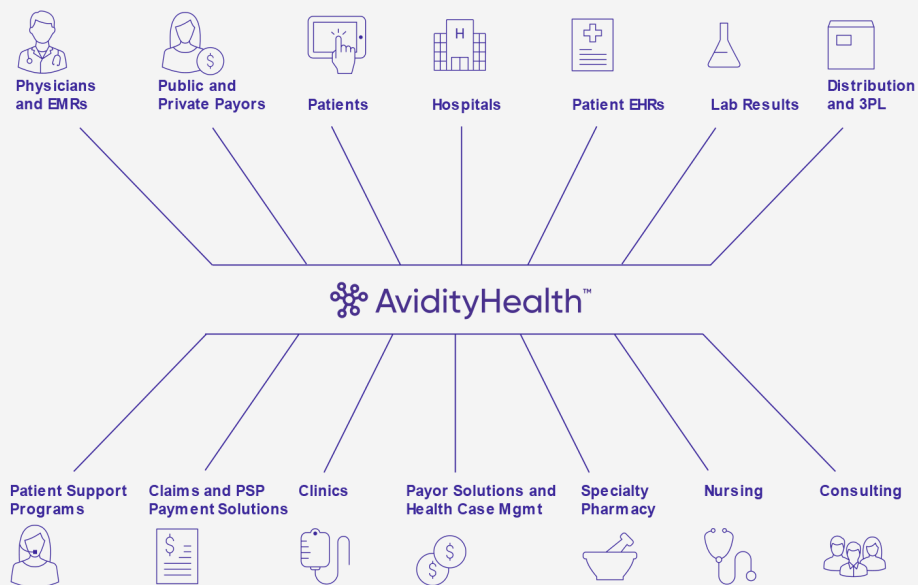 Physicians
and EMRs
Public and
Private Payors
Patients
H
Hospitals
Patient EHRs
Lab Results
Distribution
and 3PL
$
AvidityHealth™
Patient Support
Programs
Claims and PSP
Payment Solutions
Clinics
Payor Solutions and
Health Case Mgmt
Specialty
Pharmacy
Nursing
Consulting
$
$
$